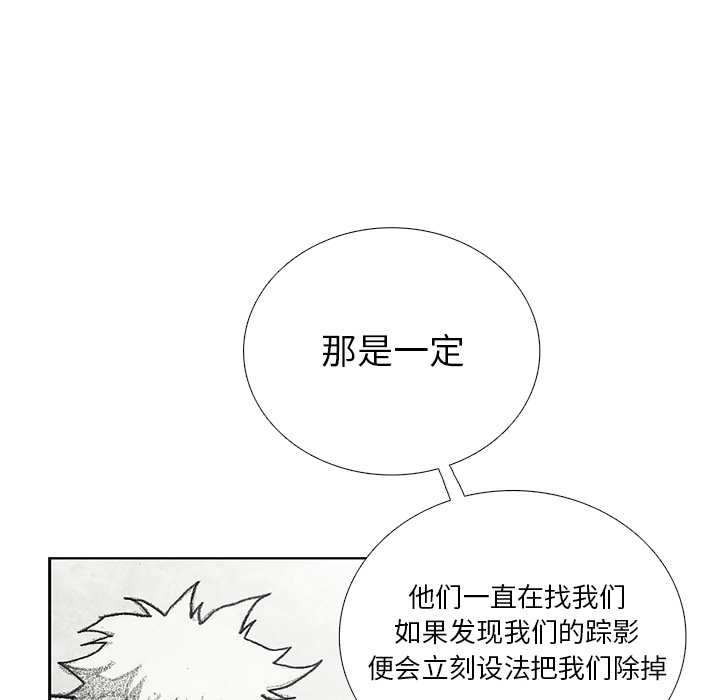 那是一定
他们一直在找我们
如果发现我们的踪影
便会立刻设法把我们除掉